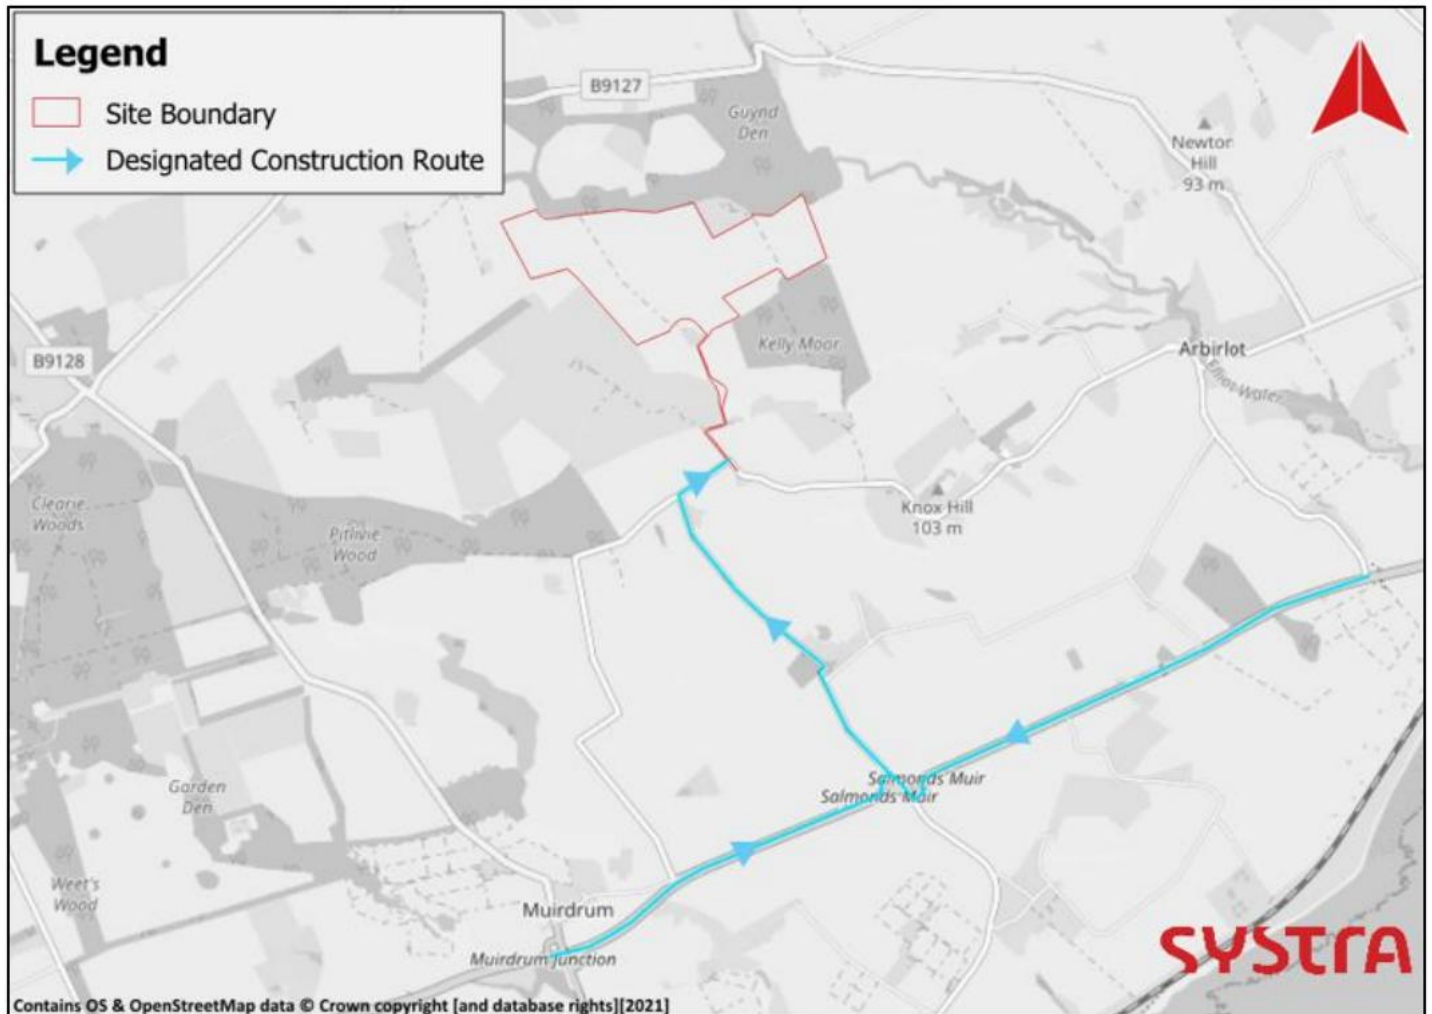 Legend
Site Boundary
Designated Construction Route
B9127
Guynd
Den
Newton
Hill
93 m
B9128
Kelly Moor
Arbirlot
Elliot Water
Clearie
Woods
Pitlivie
Wood
Knox Hill
103 m
Salmonds Muir
Salmonds Muir
Garden
Den
Weet's
Wood
Muirdrum
Muirdrum Junction
SYSTRA
Contains OS & OpenStreetMap data © Crown copyright [and database rights][2021]